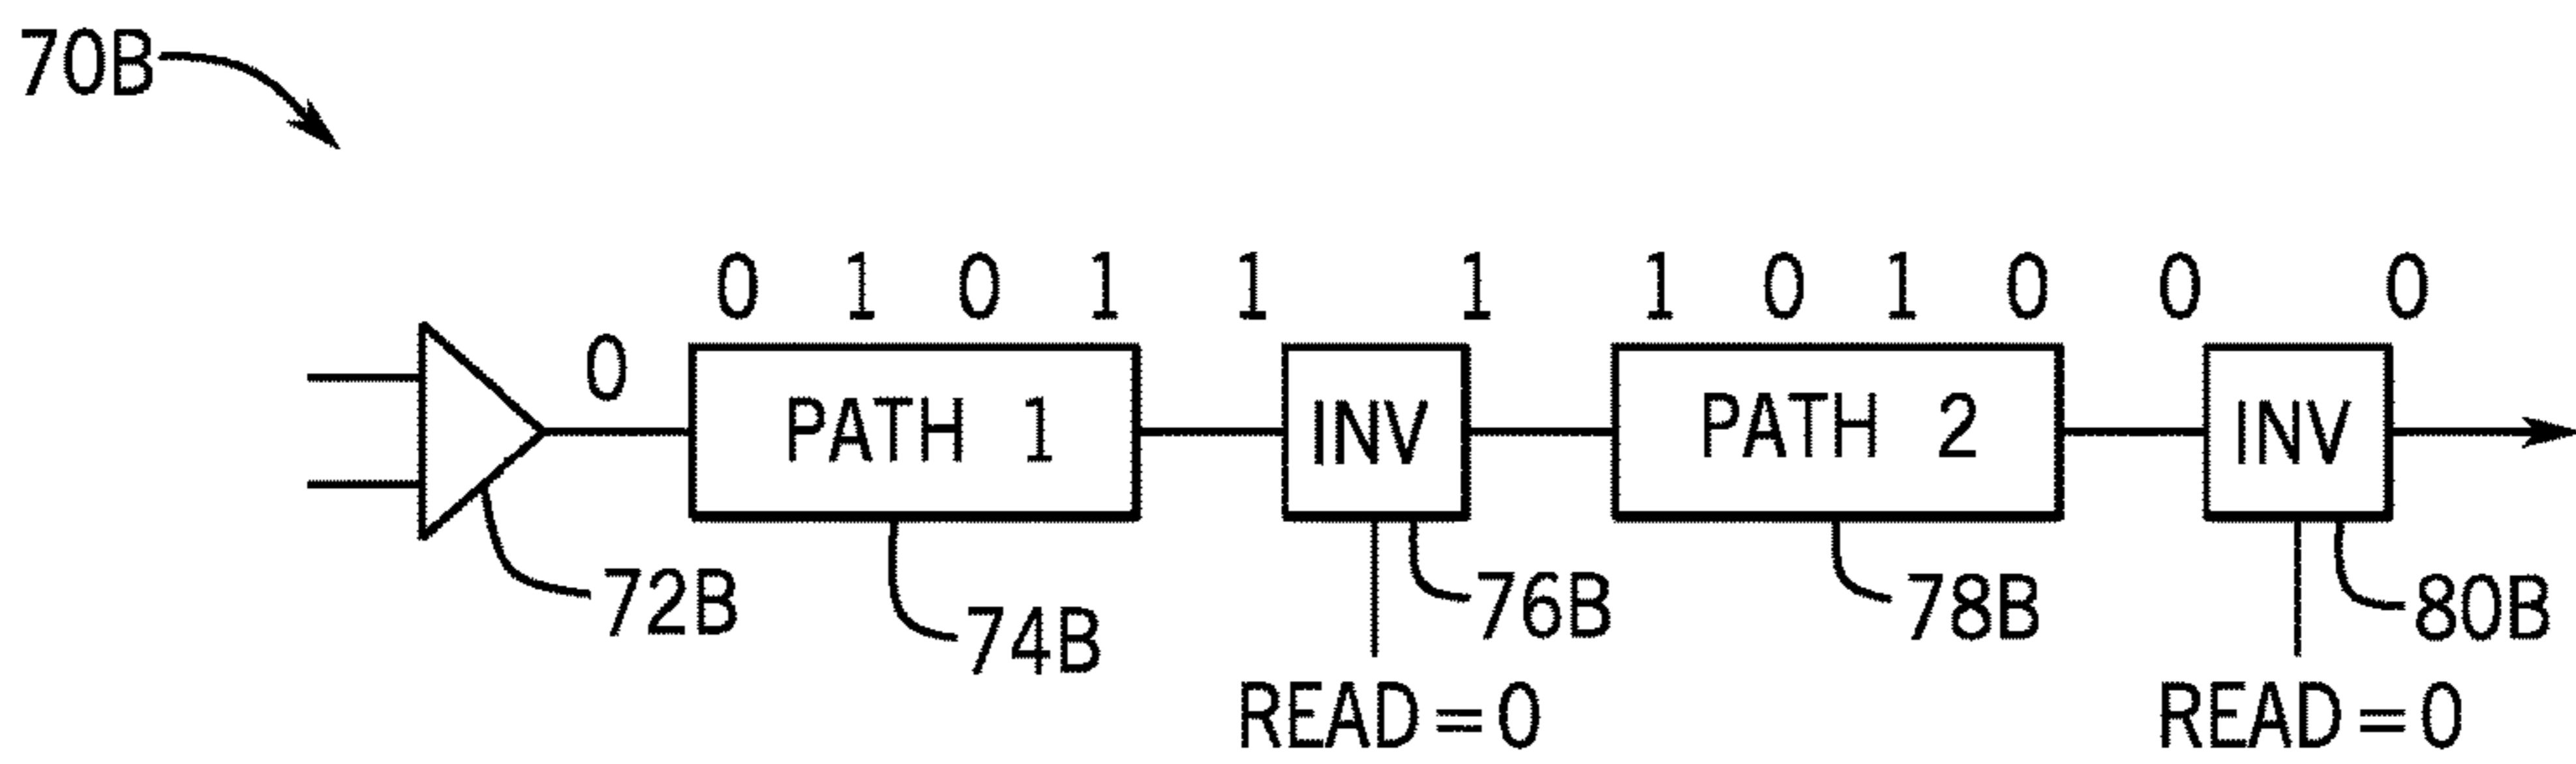 70B
0 1 0 1 1 1 1 0 1 0 0 0
0
PATH 1 INV PATH 2 INV
72B 74B 76B 78B 80B
READ=0 READ=0